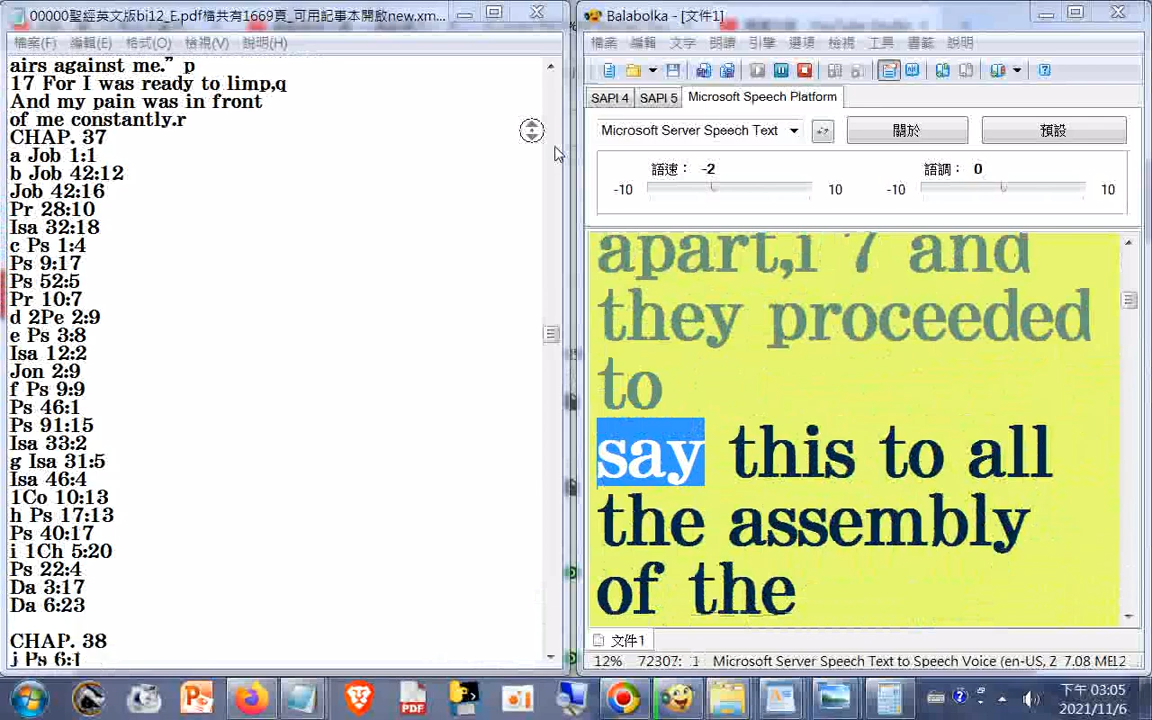 00000聖經英文版bi12_E.pdf檔共有1669頁_可用記事本開啟new.xm...
檔案(F) 編輯(E) 格式(O) 檢視(V) 說明(H)
airs against me.” p
17 For I was ready to limp,q
And my pain was in front
of me constantly.r
CHAP. 37
a Job 1:1
b Job 42:12
Job 42:16
Pr 28:10
Isa 32:18
c Ps 1:4
Ps 9:17
Ps 52:5
Pr 10:7
d 2Pe 2:9
e Ps 3:8
Isa 12:2
Jon 2:9
f Ps 9:9
Ps 46:1
Ps 91:15
Isa 33:2
g Isa 31:5
Isa 46:4
1Co 10:13
h Ps 17:13
Ps 40:17
i 1Ch 5:20
Ps 22:4
Da 3:17
Da 6:23
CHAP. 38
j Ps 6:1
Balabolka - [文件1]
檔案 編輯 文字 朗讀 引擎 選項 檢視 工具 書籤 說明
SAPI 4 SAPI 5 Microsoft Speech Platform
Microsoft Server Speech Text 關於 預設
語速： -2 語調： 0
-10 10 -10 10
apart,i 7 and
they proceeded
to
say this to all
the assembly
of the
文件1
12% 72307: 1 Microsoft Server Speech Text to Speech Voice (en-US, Z 7.08 ME12
PDF
下午 03:05
2021/11/6